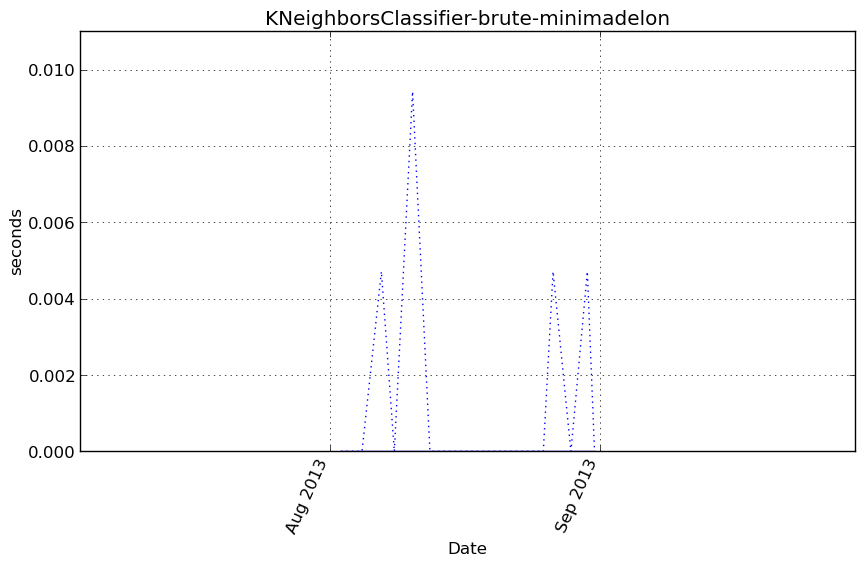 KNeighborsClassifier-brute-minimadelon
0.010
0.008
0.006
0.004
0.002
0.000
seconds
Aug 2013
Sep 2013
Date